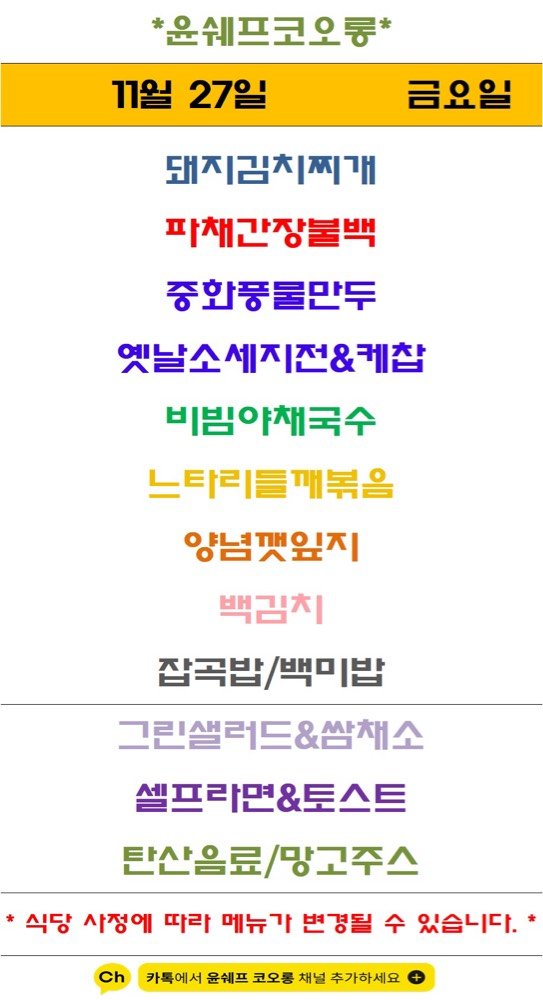 *윤쉐프코오롱*
11월 27일 금요일
돼지김치찌개
파채간장불백
중화풍물만두
옛날소세지전&케찹
비빔야채국수
느타리들깨볶음
양념깻잎지
백김치
잡곡밥/백미밥
그린샐러드&쌈채소
셀프라면&토스트
탄산음료/망고주스
* 식당 사정에 따라 메뉴가 변경될 수 있습니다. *
Ch 카톡에서 윤쉐프 코오롱 채널 추가하세요